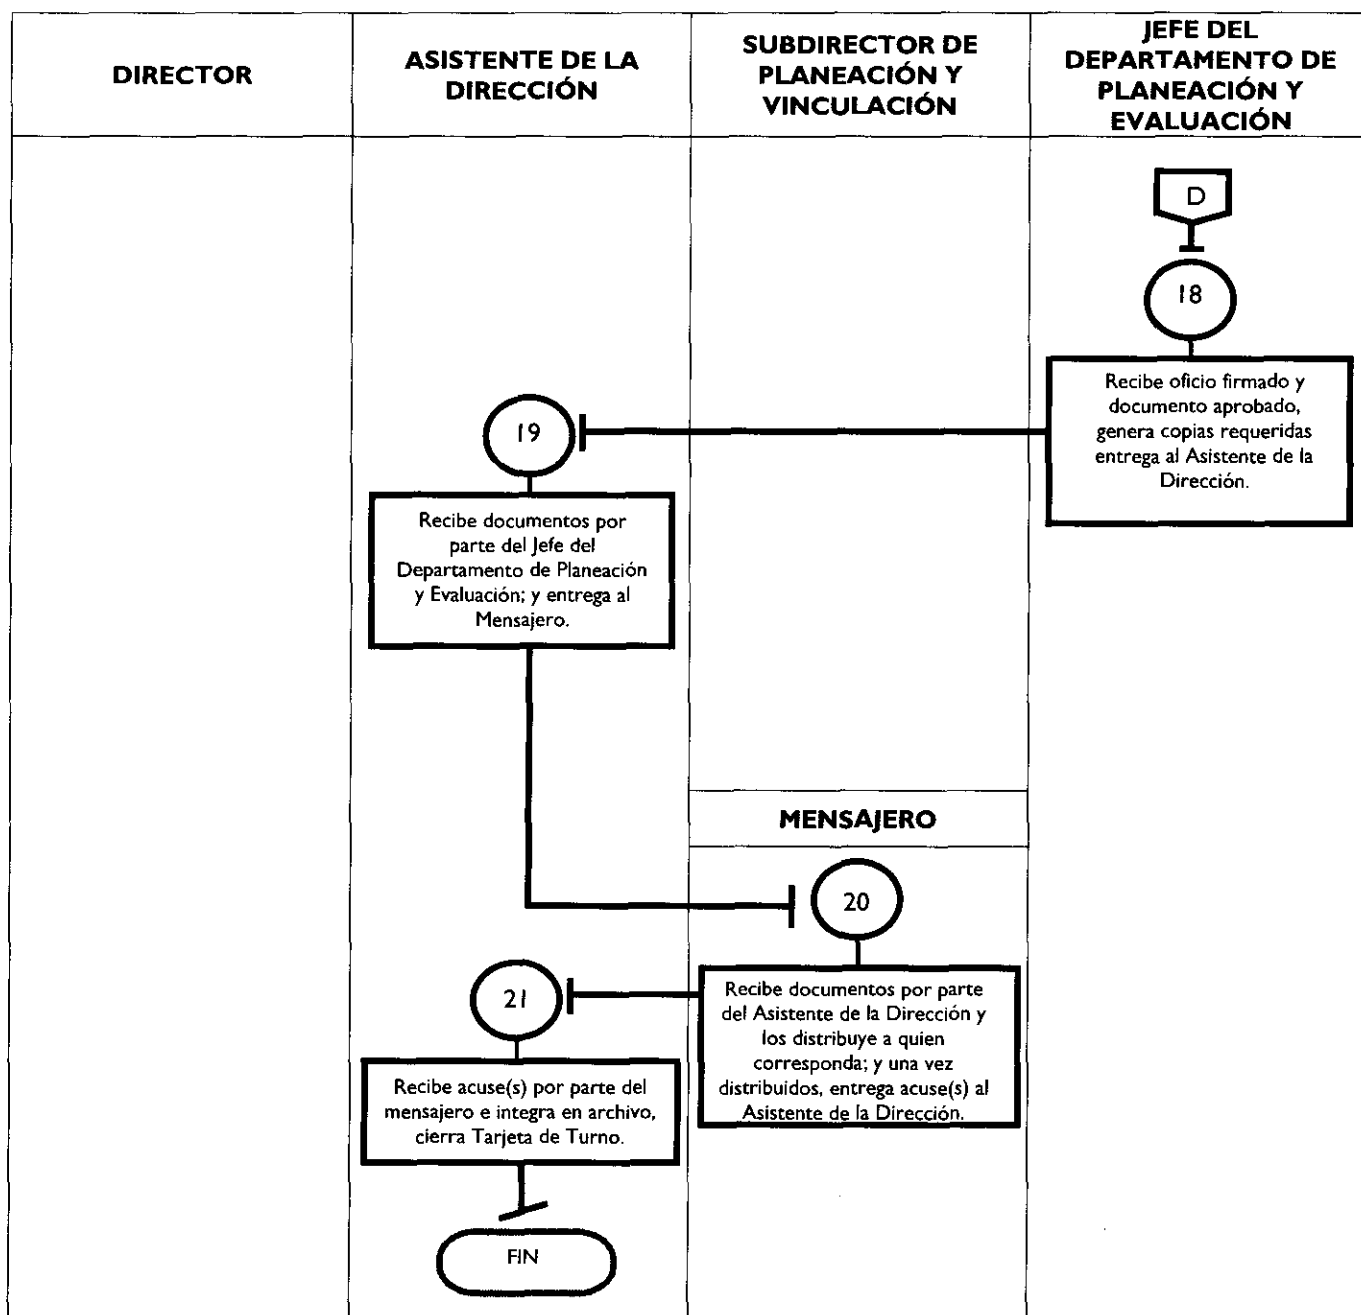 DIRECTOR
ASISTENTE DE LA
DIRECCIÓN
SUBDIRECTOR DE
PLANEACIÓN Y
VINCULACIÓN
JEFE DEL
DEPARTAMENTO DE
PLANEACIÓN Y
EVALUACIÓN
D
18
Recibe oficio firmado y
documento aprobado,
genera copias requeridas
entrega al Asistente de la
Dirección.
19
Recibe documentos por
parte del Jefe del
Departamento de Planeación
y Evaluación; y entrega al
Mensajero.
MENSAJERO
20
Recibe documentos por parte
del Asistente de la Dirección y
los distribuye a quien
corresponda; y una vez
distribuidos, entrega acuse(s) al
Asistente de la Dirección.
21
Recibe acuse(s) por parte del
mensajero e integra en archivo,
cierra Tarjeta de Turno.
FIN